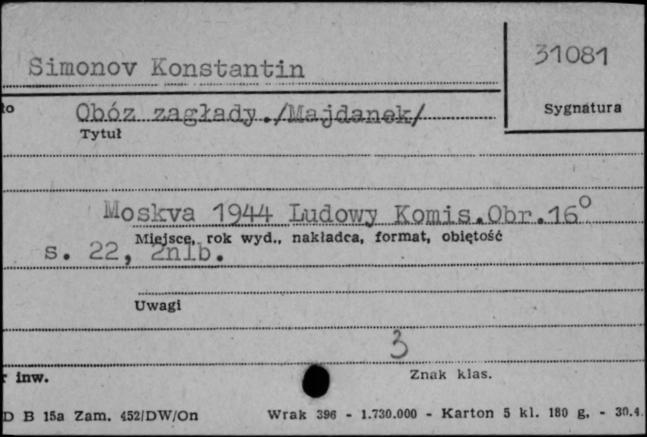 31081
Simonov Konstantin
Sygnatura
to Obóz zagłady./Majdanek/
Tytuł
Moskva 1944 Ludowy Komis.Obr.16°
Miejsce, rok wyd., nakładca, format, obiętość
s. 22, 2nlb.
Uwagi
3
r inw.
Znak klas.
D B 15a Zam. 452/DW/On Wrak 396 - 1.730.000 - Karton 5 kl. 180 g. - 30.4.